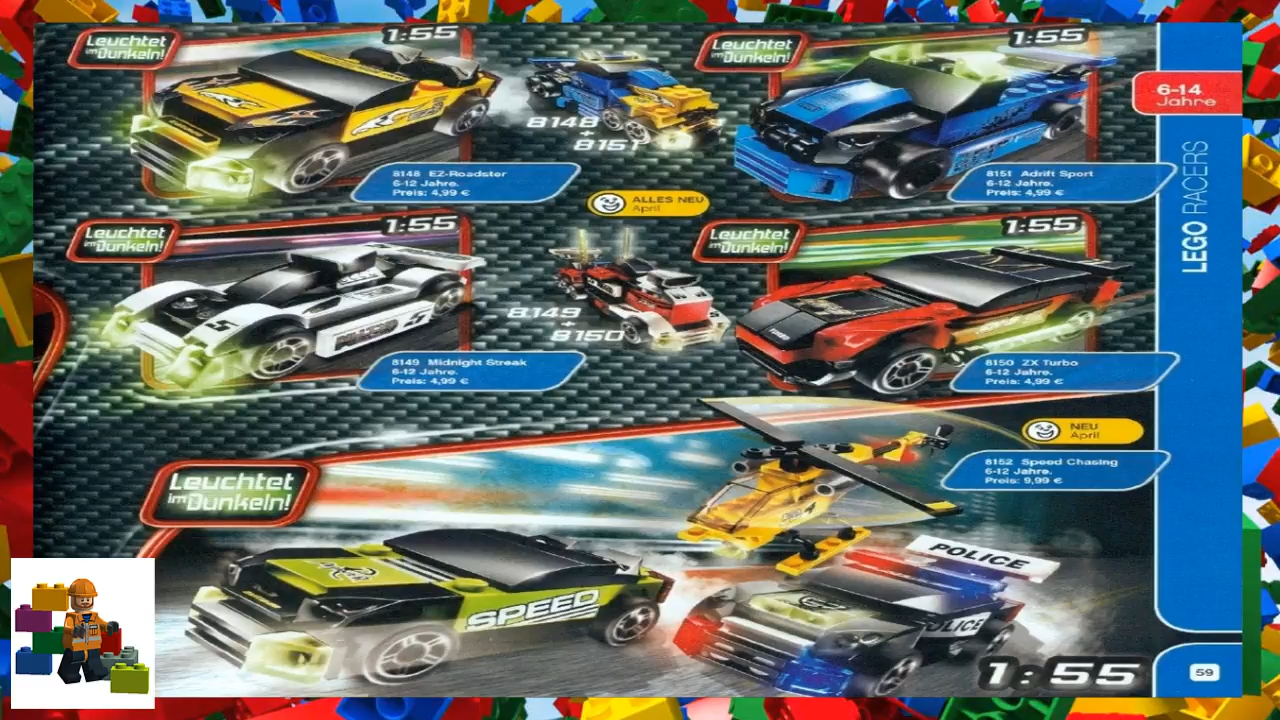 Leuchtet
im Dunkeln!
1:55
8148
+
8151
Leuchtet
im Dunkeln!
1:55
6-14
Jahre
8148 EZ-Roadster
6-12 Jahre.
Preis: 4,99 €
8151 Adrift Sport
6-12 Jahre.
Preis: 4,99 €
ALLES NEU
April
LEGO RACERS
Leuchtet
im Dunkeln!
1:55
5
5
8149
+
8150
Leuchtet
im Dunkeln!
1:55
8149 Midnight Streak
6-12 Jahre.
Preis: 4,99 €
8150 ZX Turbo
6-12 Jahre.
Preis: 4,99 €
NEU
April
8152 Speed Chasing
6-12 Jahre.
Preis: 9,99 €
Leuchtet
im Dunkeln!
SPEED
POLICE
POLICE
1:55
59